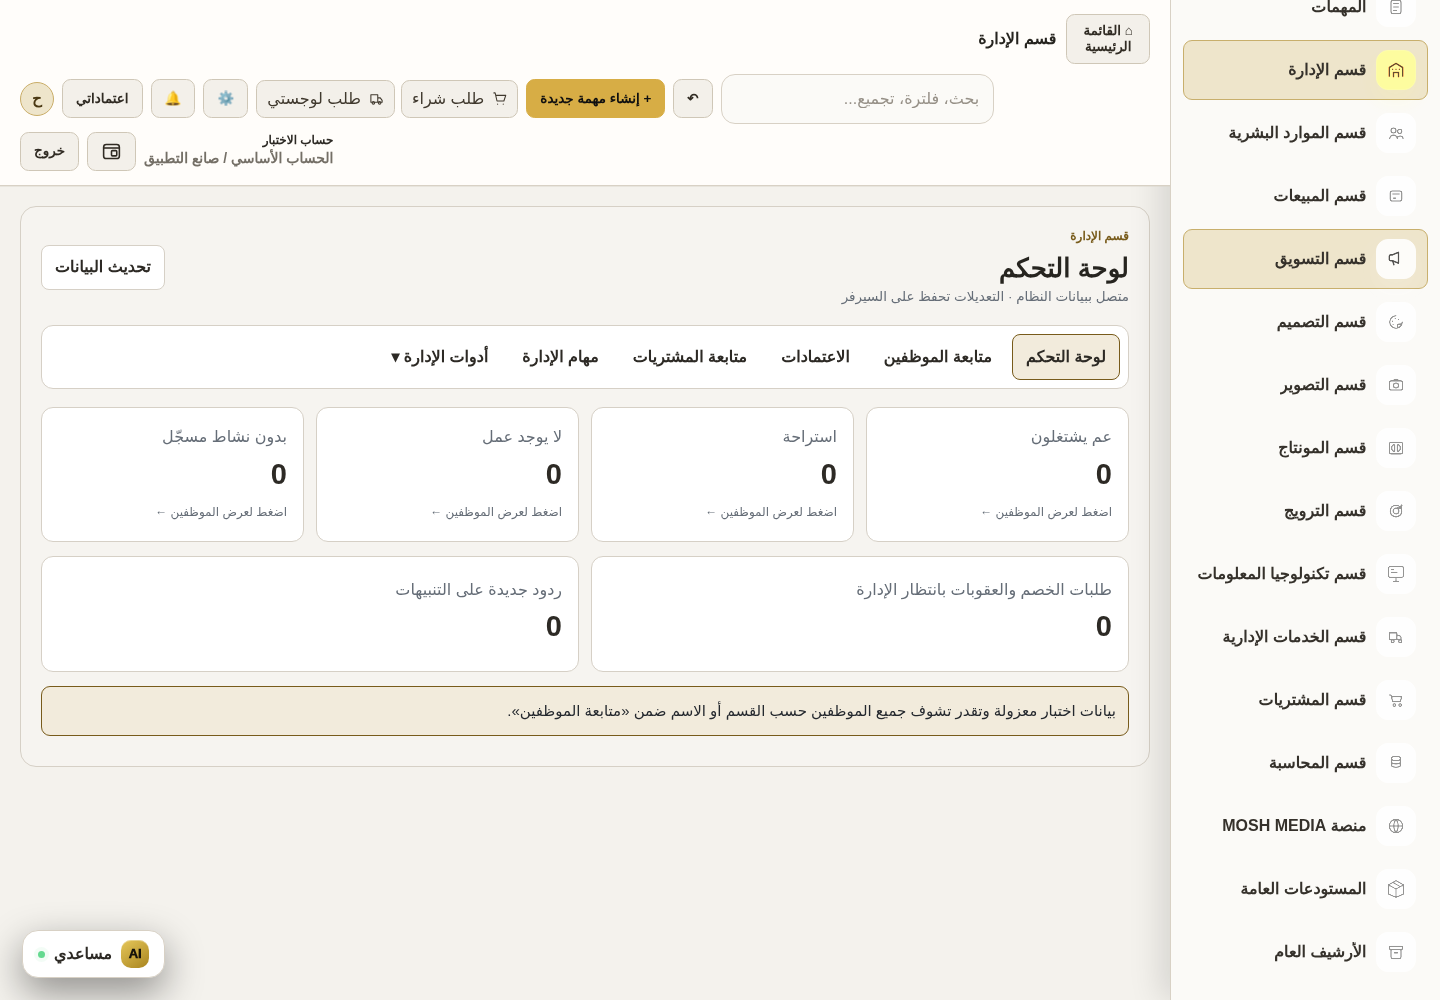 المهمات
قسم الإدارة
قسم الموارد البشرية
قسم المبيعات
قسم التسويق
قسم التصميم
قسم التصوير
قسم المونتاج
قسم الترويج
قسم تكنولوجيا المعلومات
قسم الخدمات الإدارية
قسم المشتريات
قسم المحاسبة
منصة MOSH MEDIA
المستودعات العامة
الأرشيف العام
⌂ القائمة
الرئيسية
قسم الإدارة
بحث، فلترة، تجميع...
↶
+ إنشاء مهمة جديدة
طلب شراء
طلب لوجستي
اعتماداتي
ح
حساب الاختبار
الحساب الأساسي / صانع التطبيق
خروج
قسم الإدارة
لوحة التحكم
متصل ببيانات النظام · التعديلات تحفظ على السيرفر
تحديث البيانات
لوحة التحكم
متابعة الموظفين
الاعتمادات
متابعة المشتريات
مهام الإدارة
أدوات الإدارة ▾
عم يشتغلون
0
اضغط لعرض الموظفين ←
استراحة
0
اضغط لعرض الموظفين ←
لا يوجد عمل
0
اضغط لعرض الموظفين ←
بدون نشاط مسجّل
0
اضغط لعرض الموظفين ←
طلبات الخصم والعقوبات بانتظار الإدارة
0
ردود جديدة على التنبيهات
0
بيانات اختبار معزولة وتقدر تشوف جميع الموظفين حسب القسم أو الاسم ضمن «متابعة الموظفين».
AI مساعدي